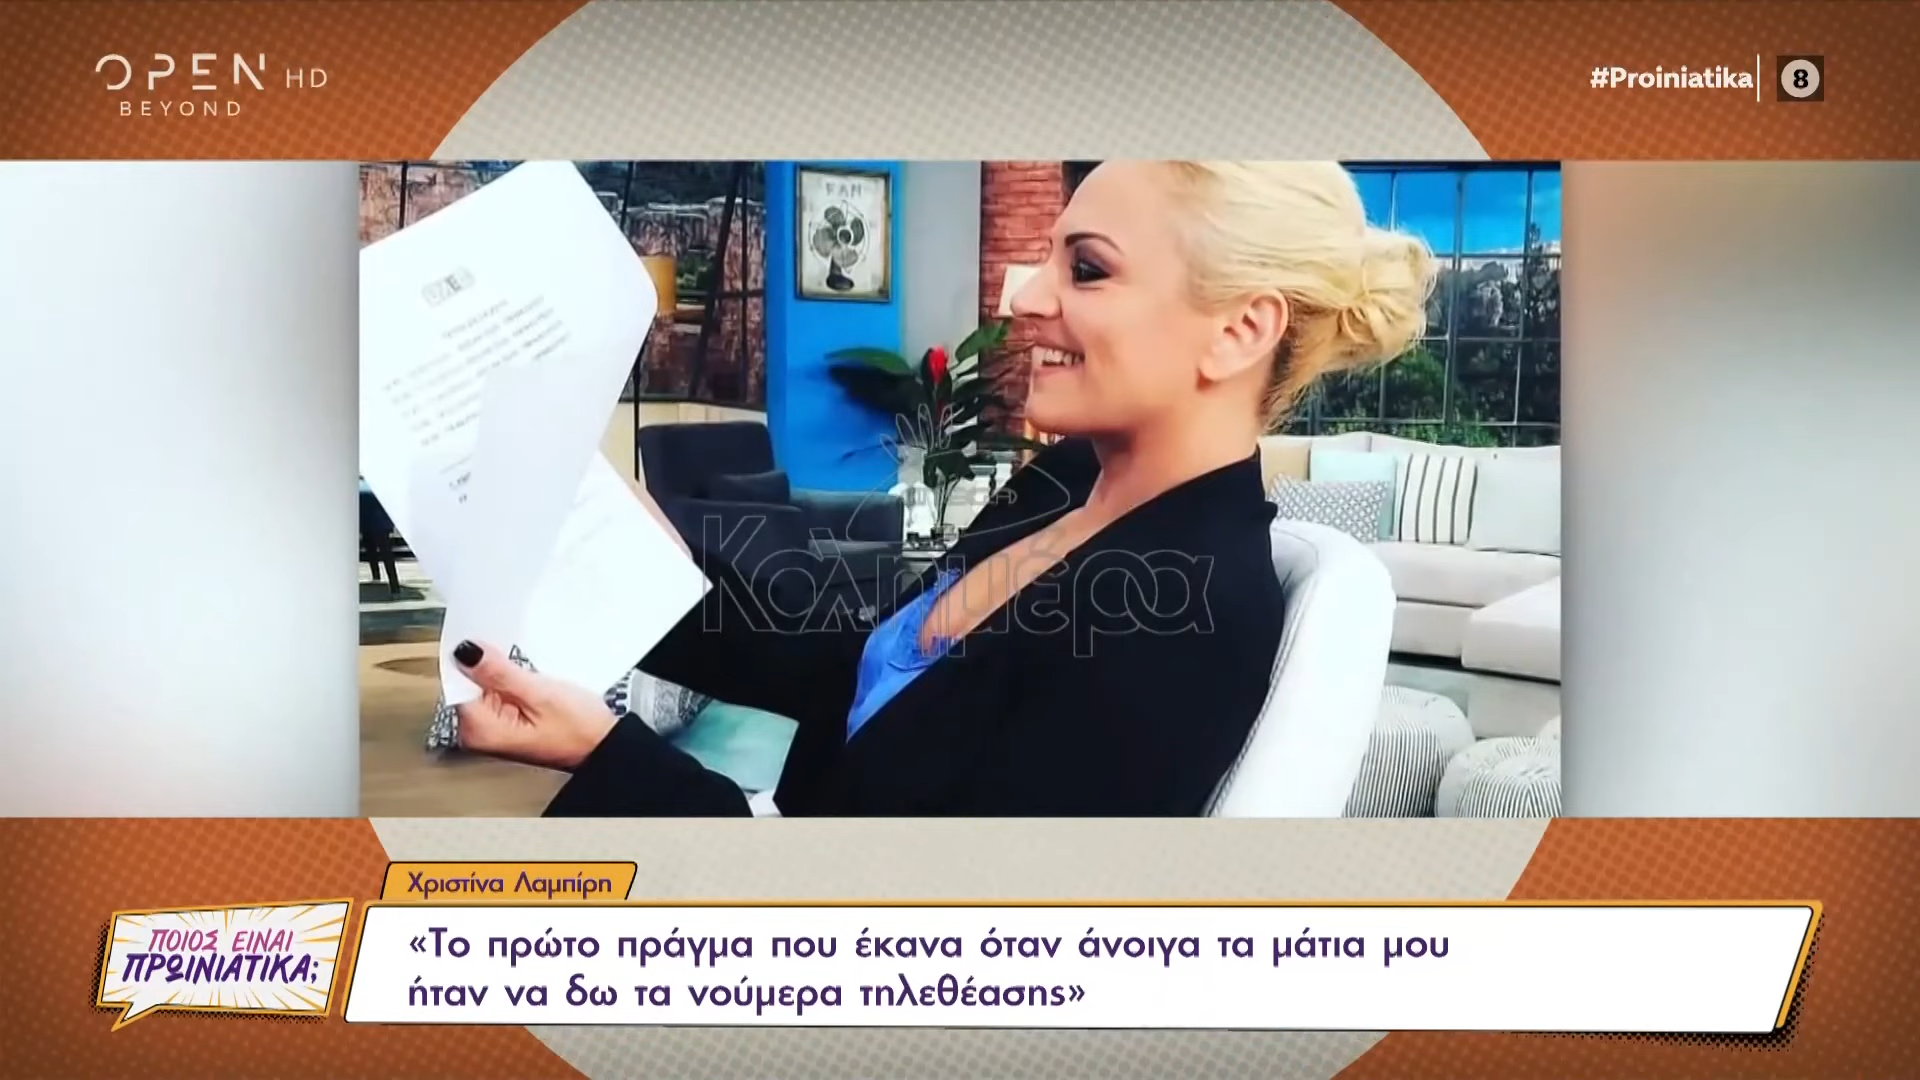 OPEN HD
BEYOND
#Proiniatika
8
FAN
MEGA
Καλημέρα
Χριστίνα Λαμπίρη
ΠΟΙΟΣ ΕΙΝΑΙ
ΠΡΩΙΝΙΑΤΙΚΑ;
«Το πρώτο πράγμα που έκανα όταν άνοιγα τα μάτια μου
ήταν να δω τα νούμερα τηλεθέασης»